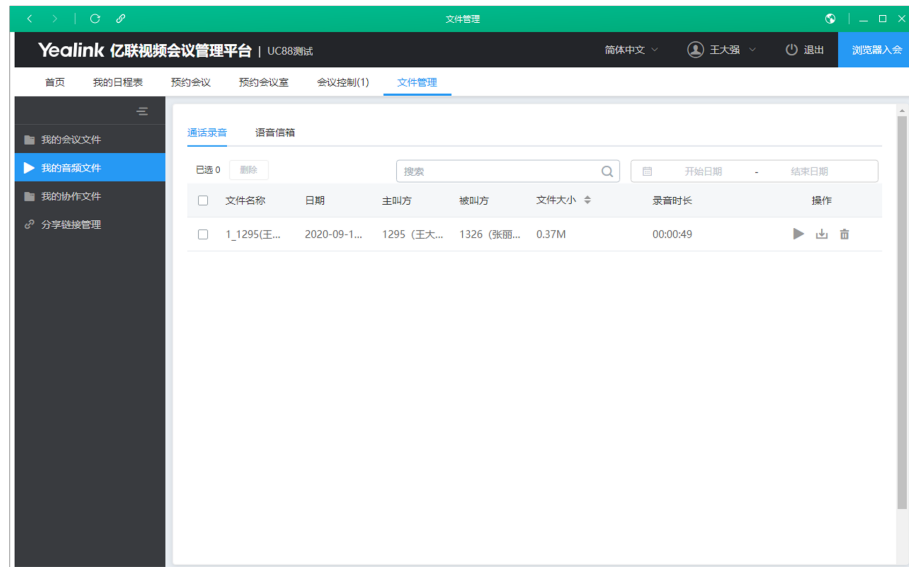 文件管理
Yealink 亿联视频会议管理平台 | UC88测试
简体中文 王大强 退出 浏览器入会
首页 我的日程表 预约会议 预约会议室 会议控制(1) 文件管理
我的会议文件
我的音频文件
我的协作文件
分享链接管理
通话录音 语音信箱
已选 0 删除 搜索 开始日期 - 结束日期
文件名称 日期 主叫方 被叫方 文件大小 录音时长 操作
1_1295(王... 2020-09-1... 1295（王大... 1326（张丽... 0.37M 00:00:49